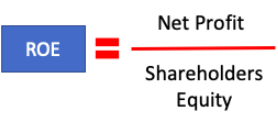 ROE
=
Net Profit
Shareholders
Equity